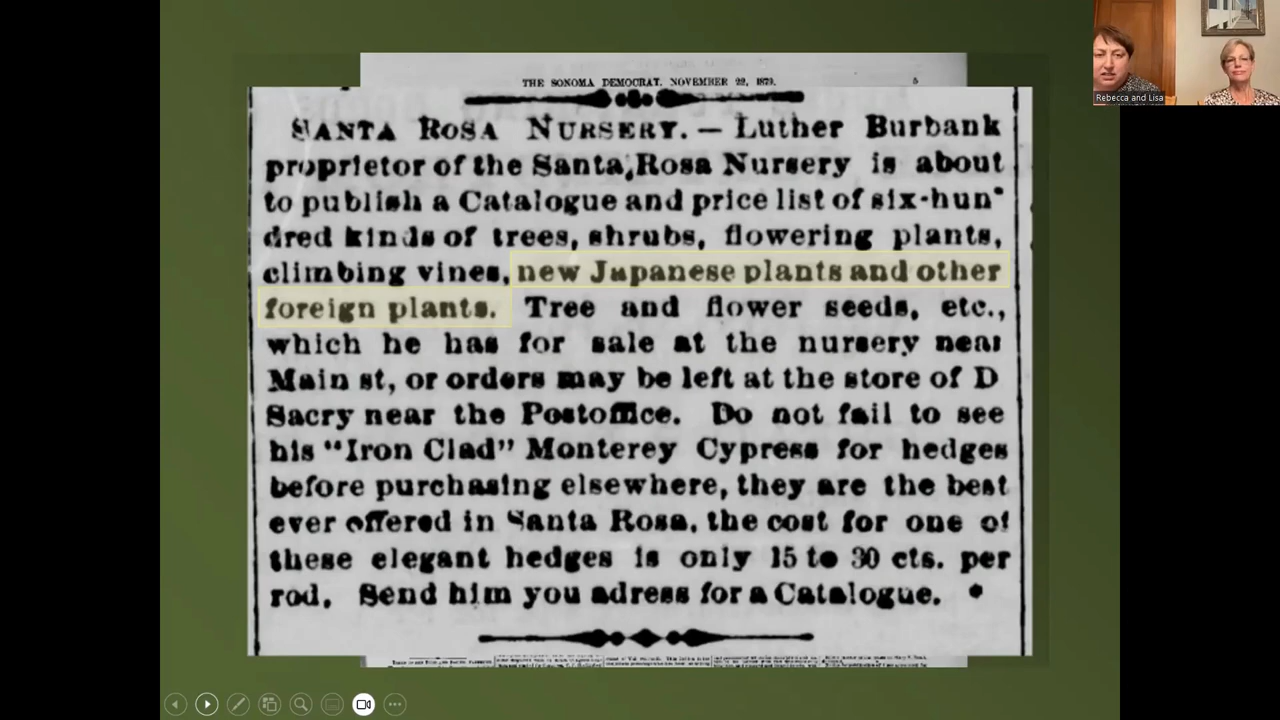 THE SONOMA DEMOCRAT, NOVEMBER 22, 1879.
5
SANTA ROSA NURSERY. — Luther Burbank
proprietor of the Santa Rosa Nursery is about
to publish a Catalogue and price list of six-hun
dred kinds of trees, shrubs, flowering plants,
climbing vines, new Japanese plants and other
foreign plants. Tree and flower seeds, etc.,
which he has for sale at the nursery near
Main st, or orders may be left at the store of D
Sacry near the Postoffice. Do not fail to see
his "Iron Clad" Monterey Cypress for hedges
before purchasing elsewhere, they are the best
ever offered in Santa Rosa, the cost for one of
these elegant hedges is only 15 to 30 cts. per
rod. Send him you adress for a Catalogue. *
Rebecca and Lisa